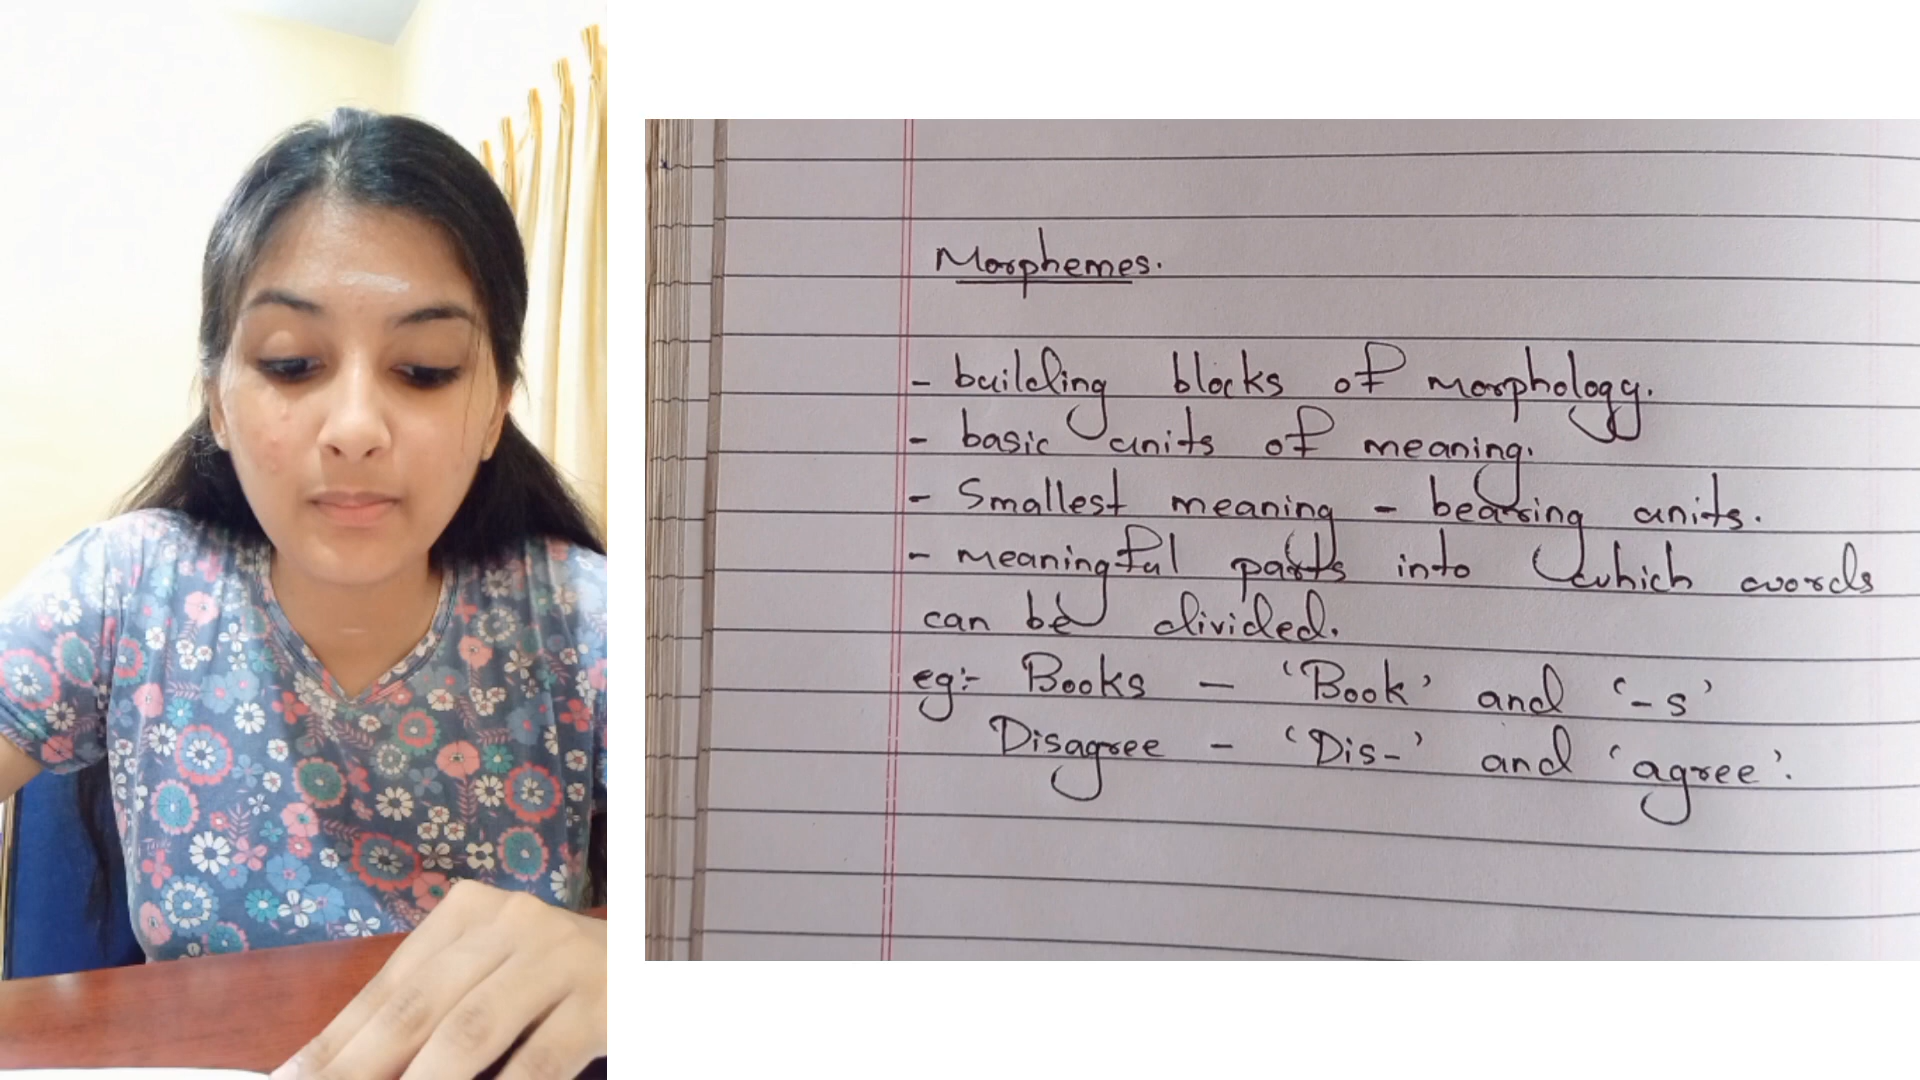 Morphemes.
- building blocks of morphology.
- basic units of meaning.
- Smallest meaning - bearing units.
- meaningful parts into which words
can be divided.
eg:- Books - 'Book' and '-s'
Disagree - 'Dis-' and 'agree'.